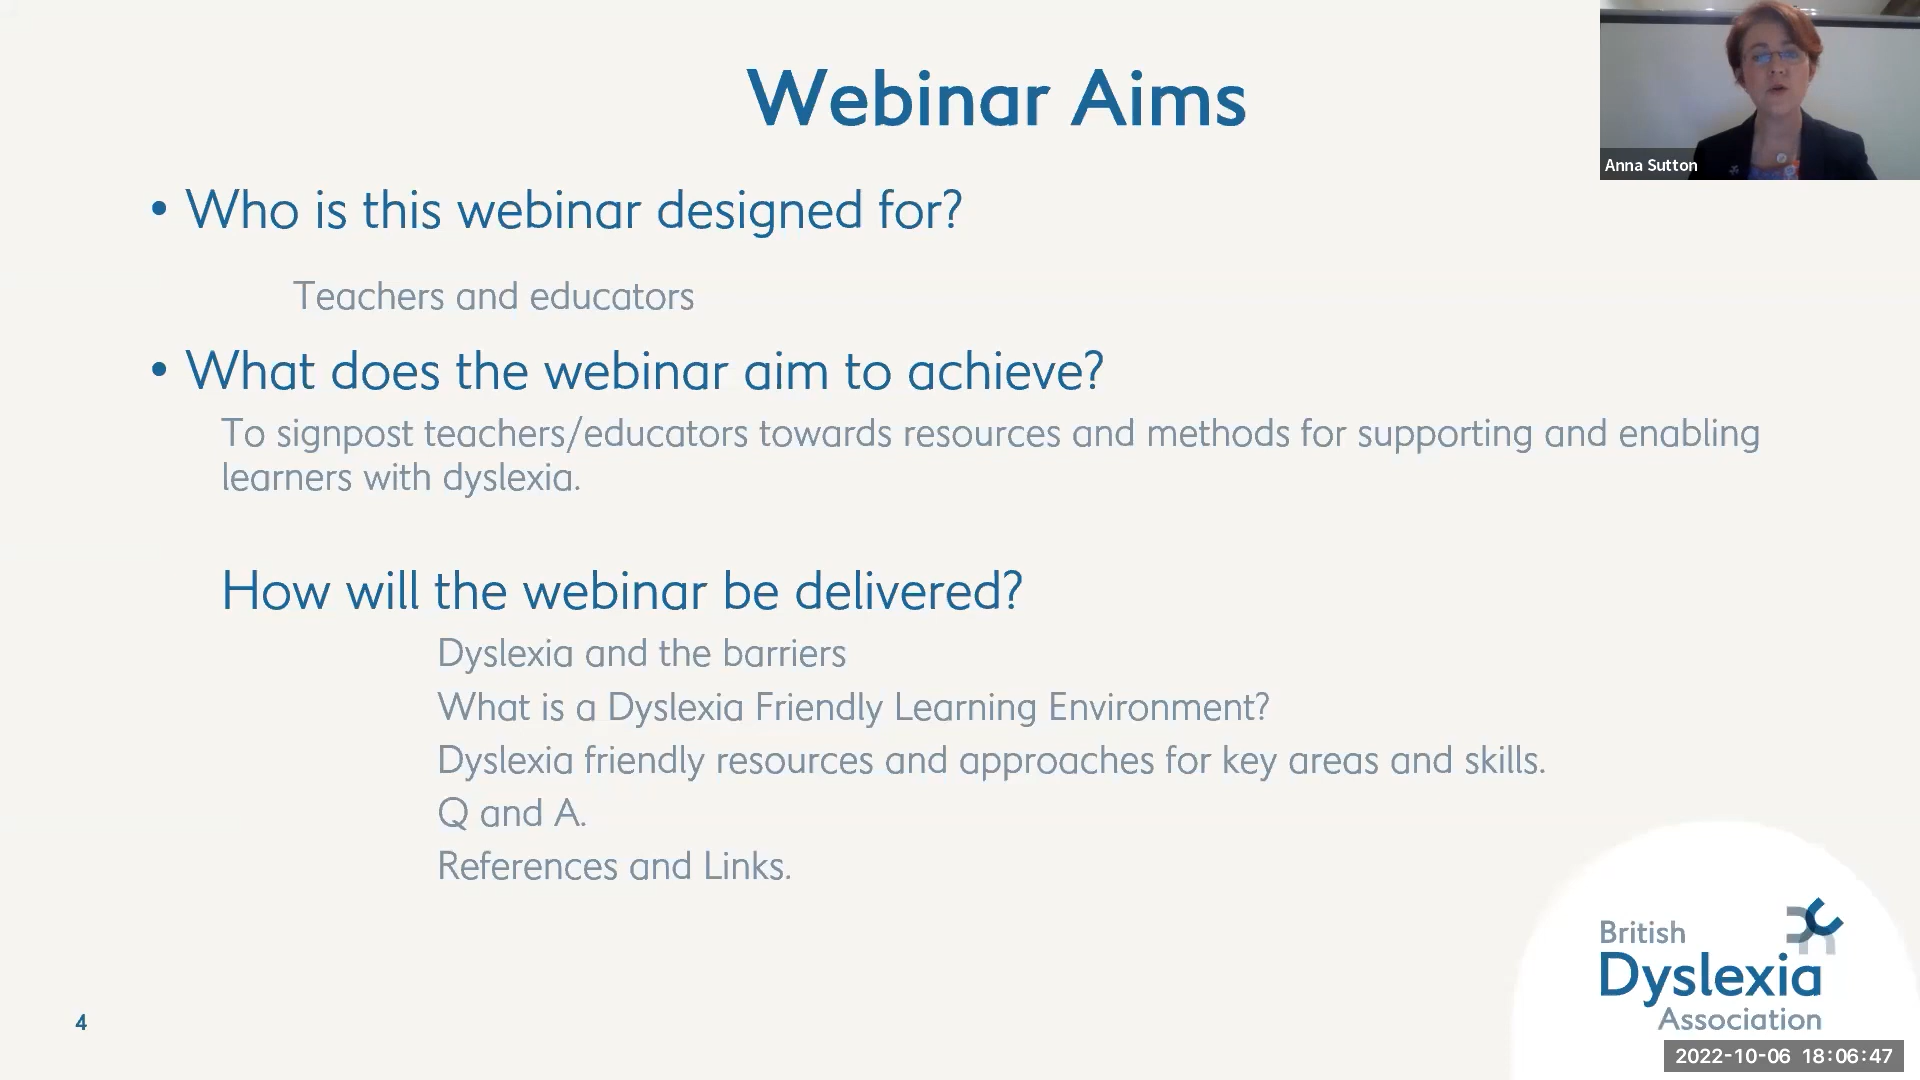 Webinar Aims
Anna Sutton
• Who is this webinar designed for?
Teachers and educators
• What does the webinar aim to achieve?
To signpost teachers/educators towards resources and methods for supporting and enabling
learners with dyslexia.
How will the webinar be delivered?
Dyslexia and the barriers
What is a Dyslexia Friendly Learning Environment?
Dyslexia friendly resources and approaches for key areas and skills.
Q and A.
References and Links.
British
Dyslexia
Association
4
2022-10-06 18:06:47